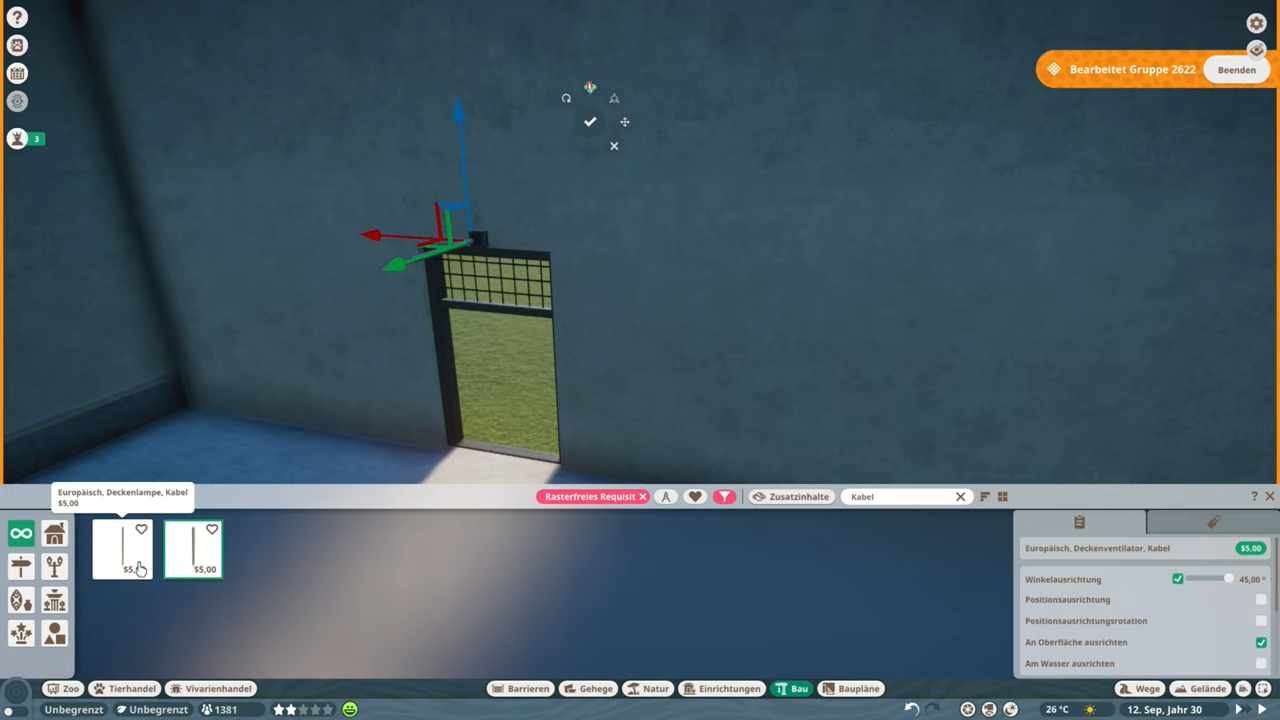 ?
Bearbeitet Gruppe 2622
Beenden
3
Europäisch, Deckenlampe, Kabel
$5,00
Rasterfreies Requisit
Zusatzinhalte
Kabel
?
$5,00
Europäisch, Deckenventilator, Kabel
$5,00
Winkelausrichtung
45,00 °
Positionsausrichtung
Positionsausrichtungsrotation
An Oberfläche ausrichten
Am Wasser ausrichten
Zoo
Tierhandel
Vivarienhandel
Barrieren
Gehege
Natur
Einrichtungen
Bau
Baupläne
Wege
Gelände
Unbegrenzt
Unbegrenzt
1381
26 °C
12. Sep, Jahr 30